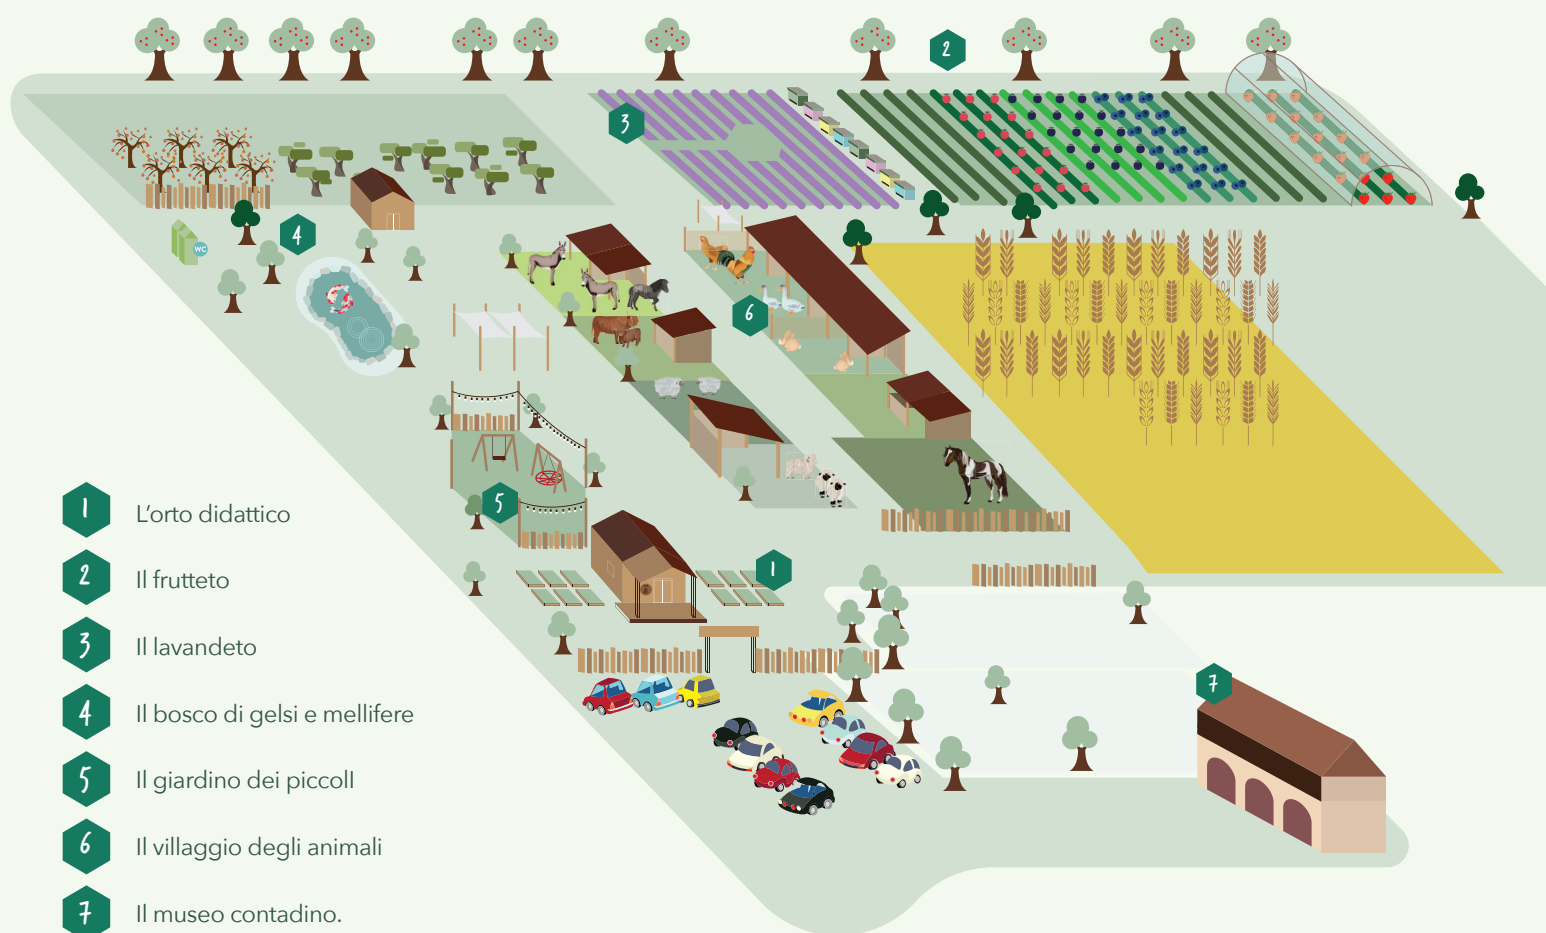 2
3
4
WC
6
5
1
7
1 L'orto didattico
2 Il frutteto
3 Il lavandeto
4 Il bosco di gelsi e mellifere
5 Il giardino dei piccolI
6 Il villaggio degli animali
7 Il museo contadino.